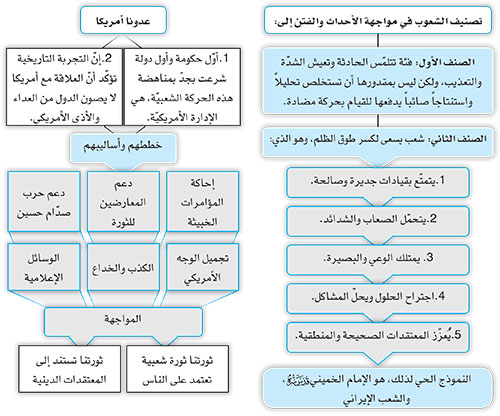 تصنيف الشعوب في مواجهة الأحداث والفتن إلى:
الصنف الأول: فئة تتلمّس الحادثة وتعيش الشدّة
والتعذيب، ولكن ليس بمقدورها أن تستخلص تحليلاً
واستنتاجاً صائباً يدفعها للقيام بحركة مضادة.
الصنف الثاني: شعب يسعى لكسر طوق الظلم، وهو الذي:
1. يتمتّع بقيادات جديرة وصالحة.
2. يتحمّل الصعاب والشدائد.
3. يمتلك الوعي والبصيرة.
4. اجتراح الحلول ويحلّ المشاكل.
5. يُعزّز المعتقدات الصحيحة والمنطقية.
النموذج الحي لذلك، هو الإمام الخميني،
والشعب الإيراني
عدونا أمريكا
1. أوّل حكومة وأول دولة
شرعت بجدّ بمناهضة
هذه الحركة الشعبيّة، هي
الإدارة الأمريكيّة.
2. إنّ التجربة التاريخية
تؤكّد أنّ العلاقة مع أمريكا
لا يصون الدول من العداء
والأذى الأمريكي.
خططهم وأساليبهم
إحاكة
المؤامرات
الخبيثة
دعم
المعارضين
للثورة
دعم حرب
صدّام حسين
تجميل الوجه
الأمريكي
الكذب والخداع
الوسائل
الإعلامية
المواجهة
ثورتنا ثورة شعبية
تعتمد على الناس
ثورتنا تستند إلى
المعتقدات الدينية